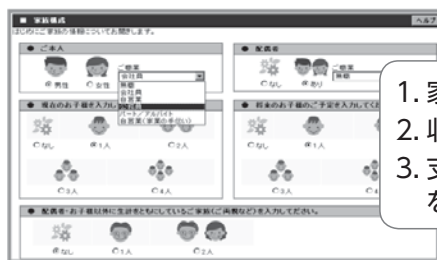 ■ 家族構成
ヘルプ
はじめにご家族の情報についてお聞きします。
● ご本人
● 配偶者
ご職業
会社員
無職
会社員
自営業
公務員
パート/アルバイト
自営業(家業の手伝い)
男性
女性
ご職業
無職
なし
あり
● 現在のお子様を入力し
● 将来のお子様のご予定を入力してくだ
なし
1人
2人
3人
4人
なし
1人
3人
4人
● 配偶者・お子様以外に生計をともにしているご家族(ご両親など)を入力してください。
なし
1人
2人
1. 家
2. 収
3. 支
を